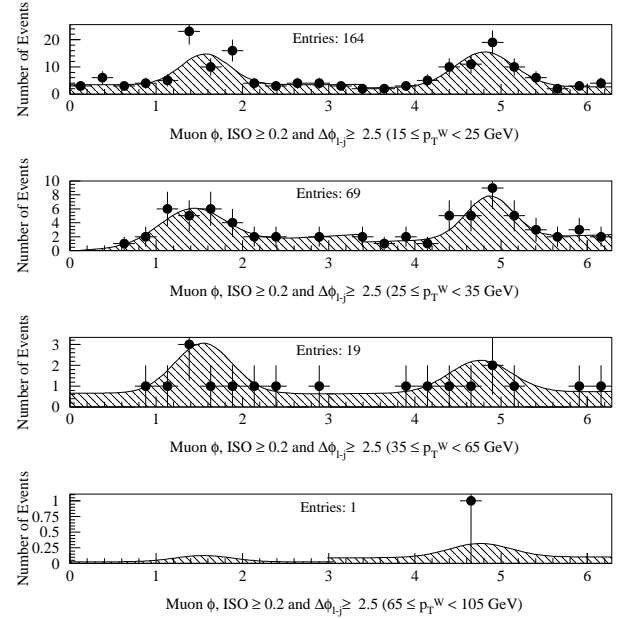 Number of Events
20
10
0
Entries: 164
0 1 2 3 4 5 6
Muon ϕ, ISO ≥ 0.2 and Δϕl-j ≥ 2.5 (15 ≤ pTW < 25 GeV)
Number of Events
10
8
6
4
2
0
Entries: 69
0 1 2 3 4 5 6
Muon ϕ, ISO ≥ 0.2 and Δϕl-j ≥ 2.5 (25 ≤ pTW < 35 GeV)
Number of Events
3
2
1
0
Entries: 19
0 1 2 3 4 5 6
Muon ϕ, ISO ≥ 0.2 and Δϕl-j ≥ 2.5 (35 ≤ pTW < 65 GeV)
Number of Events
1
0.75
0.5
0.25
0
Entries: 1
0 1 2 3 4 5 6
Muon ϕ, ISO ≥ 0.2 and Δϕl-j ≥ 2.5 (65 ≤ pTW < 105 GeV)